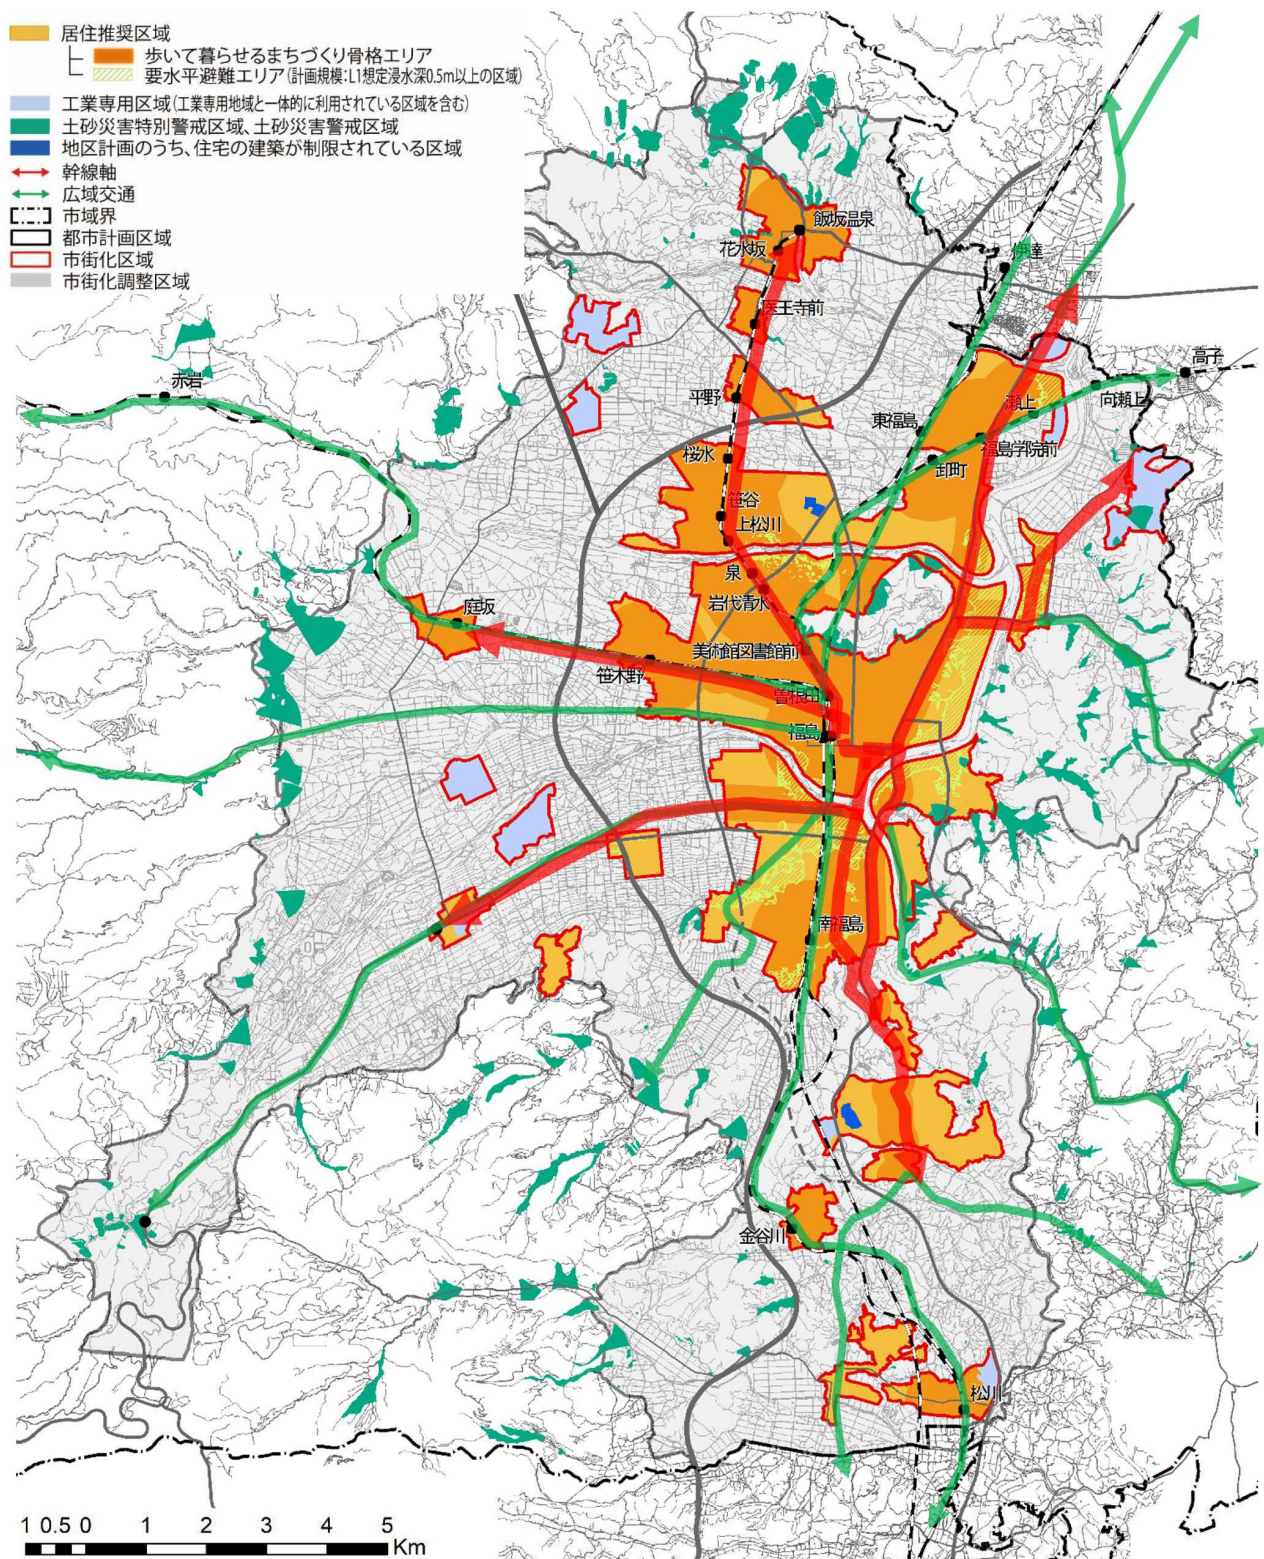 居住推奨区域
歩いて暮らせるまちづくり骨格エリア
要水平避難エリア(計画規模:L1想定浸水深0.5m以上の区域)
工業専用区域(工業専用地域と一体的に利用されている区域を含む)
土砂災害特別警戒区域、土砂災害警戒区域
地区計画のうち、住宅の建築が制限されている区域
幹線軸
広域交通
市域界
都市計画区域
市街化区域
市街化調整区域
飯坂温泉
花水坂
伊達
医王寺前
高子
赤岩
平野
向瀬上
瀬上
東福島
福島学院前
桜水
卸町
笹谷
上松川
泉
岩代清水
庭坂
美術館図書館前
笹木野
曽根田
福島
南福島
金谷川
松川
1 0.5 0 1 2 3 4 5
Km